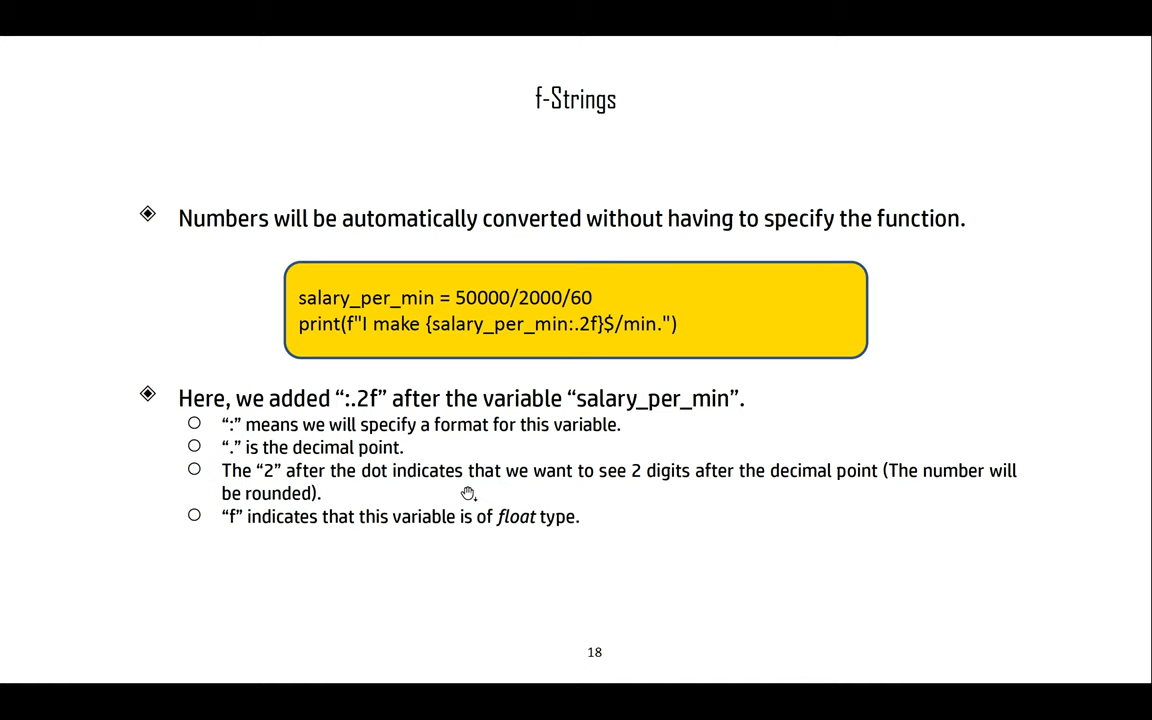 f-Strings
Numbers will be automatically converted without having to specify the function.
salary_per_min = 50000/2000/60
print(f"I make {salary_per_min:.2f}$/min.")
Here, we added “:.2f” after the variable “salary_per_min”.
“:” means we will specify a format for this variable.
“.” is the decimal point.
The “2” after the dot indicates that we want to see 2 digits after the decimal point (The number will
be rounded).
“f” indicates that this variable is of float type.
18